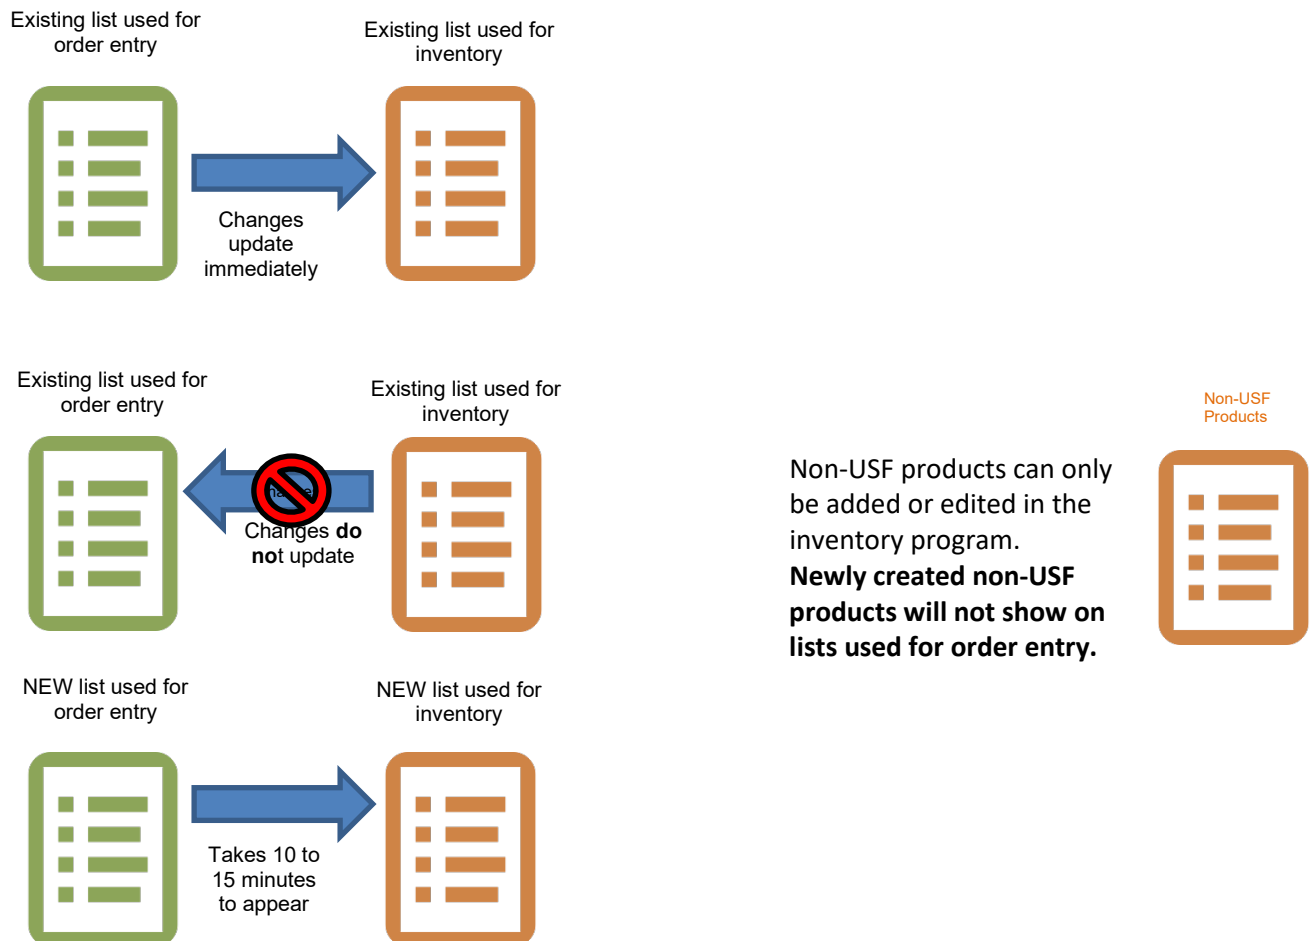 Existing list used for
order entry
Existing list used for
inventory
Changes
update
immediately
Existing list used for
order entry
Existing list used for
inventory
Changes do
not update
Non-USF products can only
be added or edited in the
inventory program.
Newly created non-USF
products will not show on
lists used for order entry.
Non-USF
Products
NEW list used for
order entry
NEW list used for
inventory
Takes 10 to
15 minutes
to appear